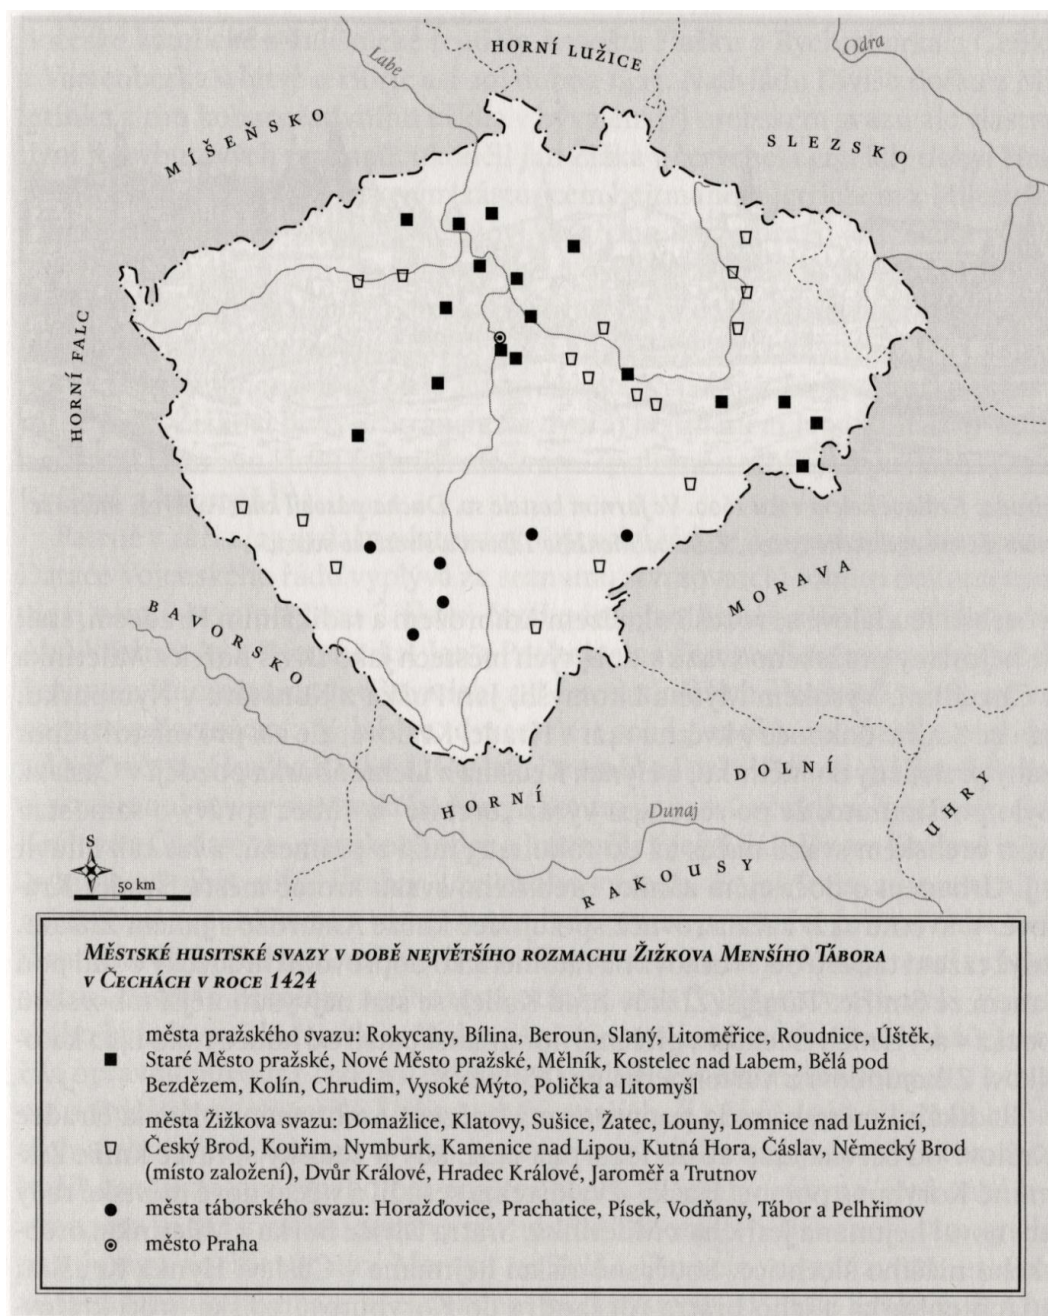 HORNÍ LUŽICE
Labe
Odra
MÍŠEŇSKO
SLEZSKO
HORNÍ FALC
MORAVA
BAVORSKO
DOLNÍ
HORNÍ
Dunaj
UHRY
RAKOUSY
S
50 km
MĚSTSKÉ HUSITSKÉ SVAZY V DOBĚ NEJVĚTŠÍHO ROZMACHU ŽIŽKOVA MENŠÍHO TÁBORA
V ČECHÁCH V ROCE 1424
města pražského svazu: Rokycany, Bílina, Beroun, Slaný, Litoměřice, Roudnice, Úštěk,
Staré Město pražské, Nové Město pražské, Mělník, Kostelec nad Labem, Bělá pod
Bezdězem, Kolín, Chrudim, Vysoké Mýto, Polička a Litomyšl
města Žižkova svazu: Domažlice, Klatovy, Sušice, Žatec, Louny, Lomnice nad Lužnicí,
Český Brod, Kouřim, Nymburk, Kamenice nad Lipou, Kutná Hora, Čáslav, Německý Brod
(místo založení), Dvůr Králové, Hradec Králové, Jaroměř a Trutnov
města táborského svazu: Horažďovice, Prachatice, Písek, Vodňany, Tábor a Pelhřimov
město Praha